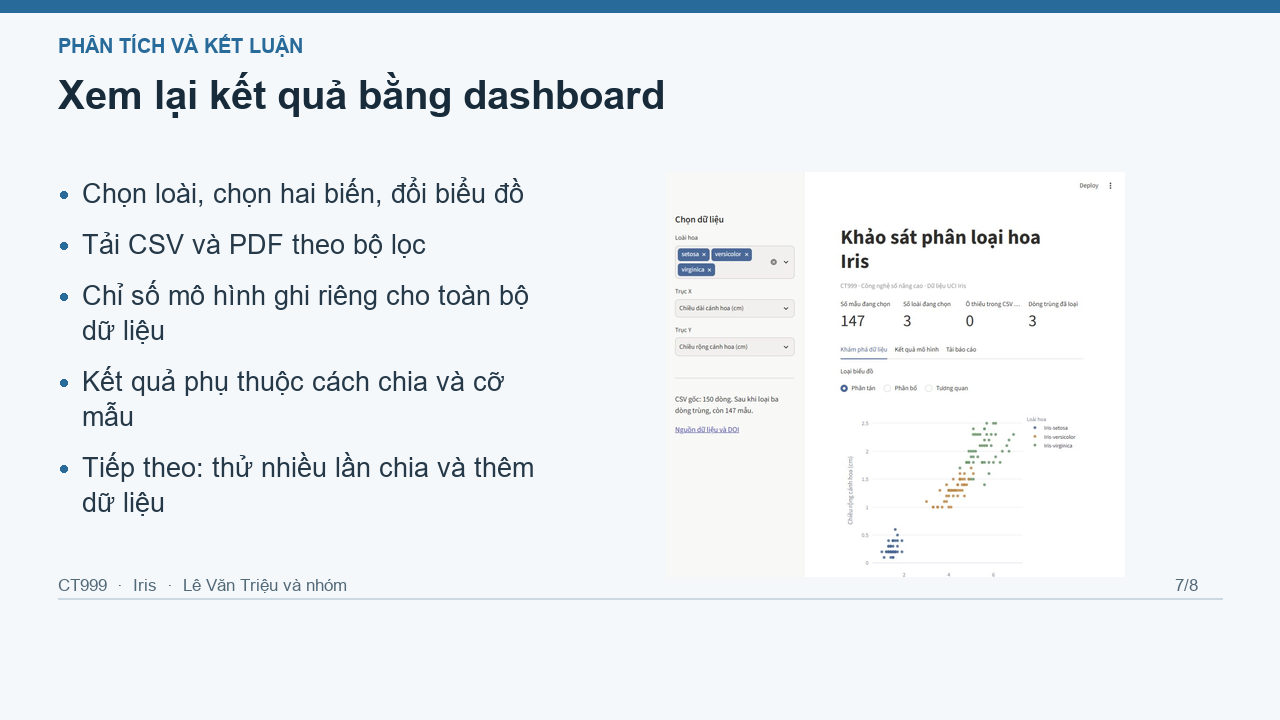 PHÂN TÍCH VÀ KẾT LUẬN
Xem lại kết quả bằng dashboard
• Chọn loài, chọn hai biến, đổi biểu đồ
• Tải CSV và PDF theo bộ lọc
• Chỉ số mô hình ghi riêng cho toàn bộ
dữ liệu
• Kết quả phụ thuộc cách chia và cỡ
mẫu
• Tiếp theo: thử nhiều lần chia và thêm
dữ liệu
Deploy
Chọn dữ liệu
Loài hoa
setosa × versicolor ×
virginica ×
Trục X
Chiều dài cánh hoa (cm)
Trục Y
Chiều rộng cánh hoa (cm)
CSV gốc: 150 dòng. Sau khi loại ba
dòng trùng, còn 147 mẫu.
Nguồn dữ liệu và DOI
Khảo sát phân loại hoa
Iris
CT999 · Công nghệ số nâng cao · Dữ liệu UCI Iris
Số mẫu đang chọn Số loài đang chọn Ô thiếu trong CSV ... Dòng trùng đã loại
147 3 0 3
Khám phá dữ liệu Kết quả mô hình Tải báo cáo
Loại biểu đồ
Phân tán Phân bố Tương quan
Loài hoa
Iris-setosa
Iris-versicolor
Iris-virginica
Chiều rộng cánh hoa (cm)
2.5
2
1.5
1
0.5
0
2 4 6
CT999 · Iris · Lê Văn Triệu và nhóm
7/8